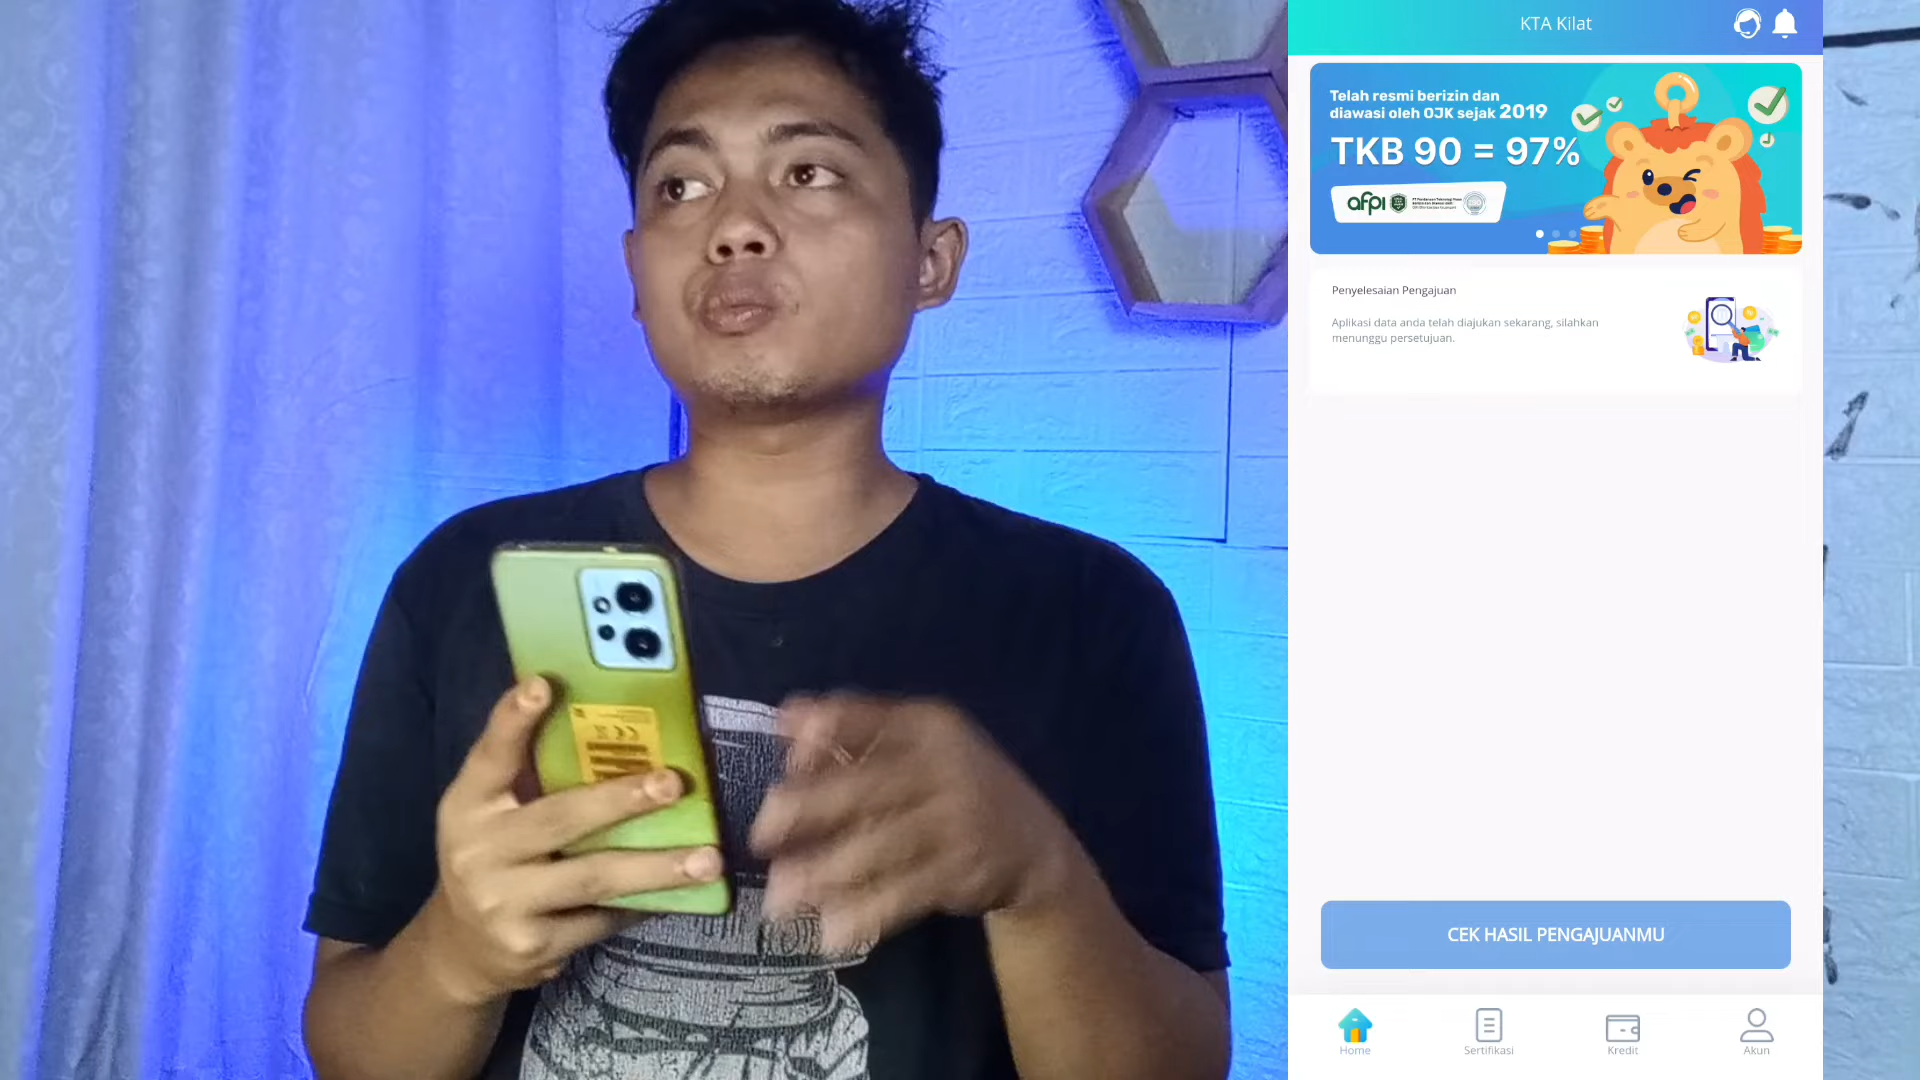 KTA Kilat
Telah resmi berizin dan
diawasi oleh OJK sejak 2019
TKB 90 = 97%
afpi
Penyelesaian Pengajuan
Aplikasi data anda telah diajukan sekarang, silahkan
menunggu persetujuan.
CEK HASIL PENGAJUANMU
Home
Sertifikasi
Kredit
Akun